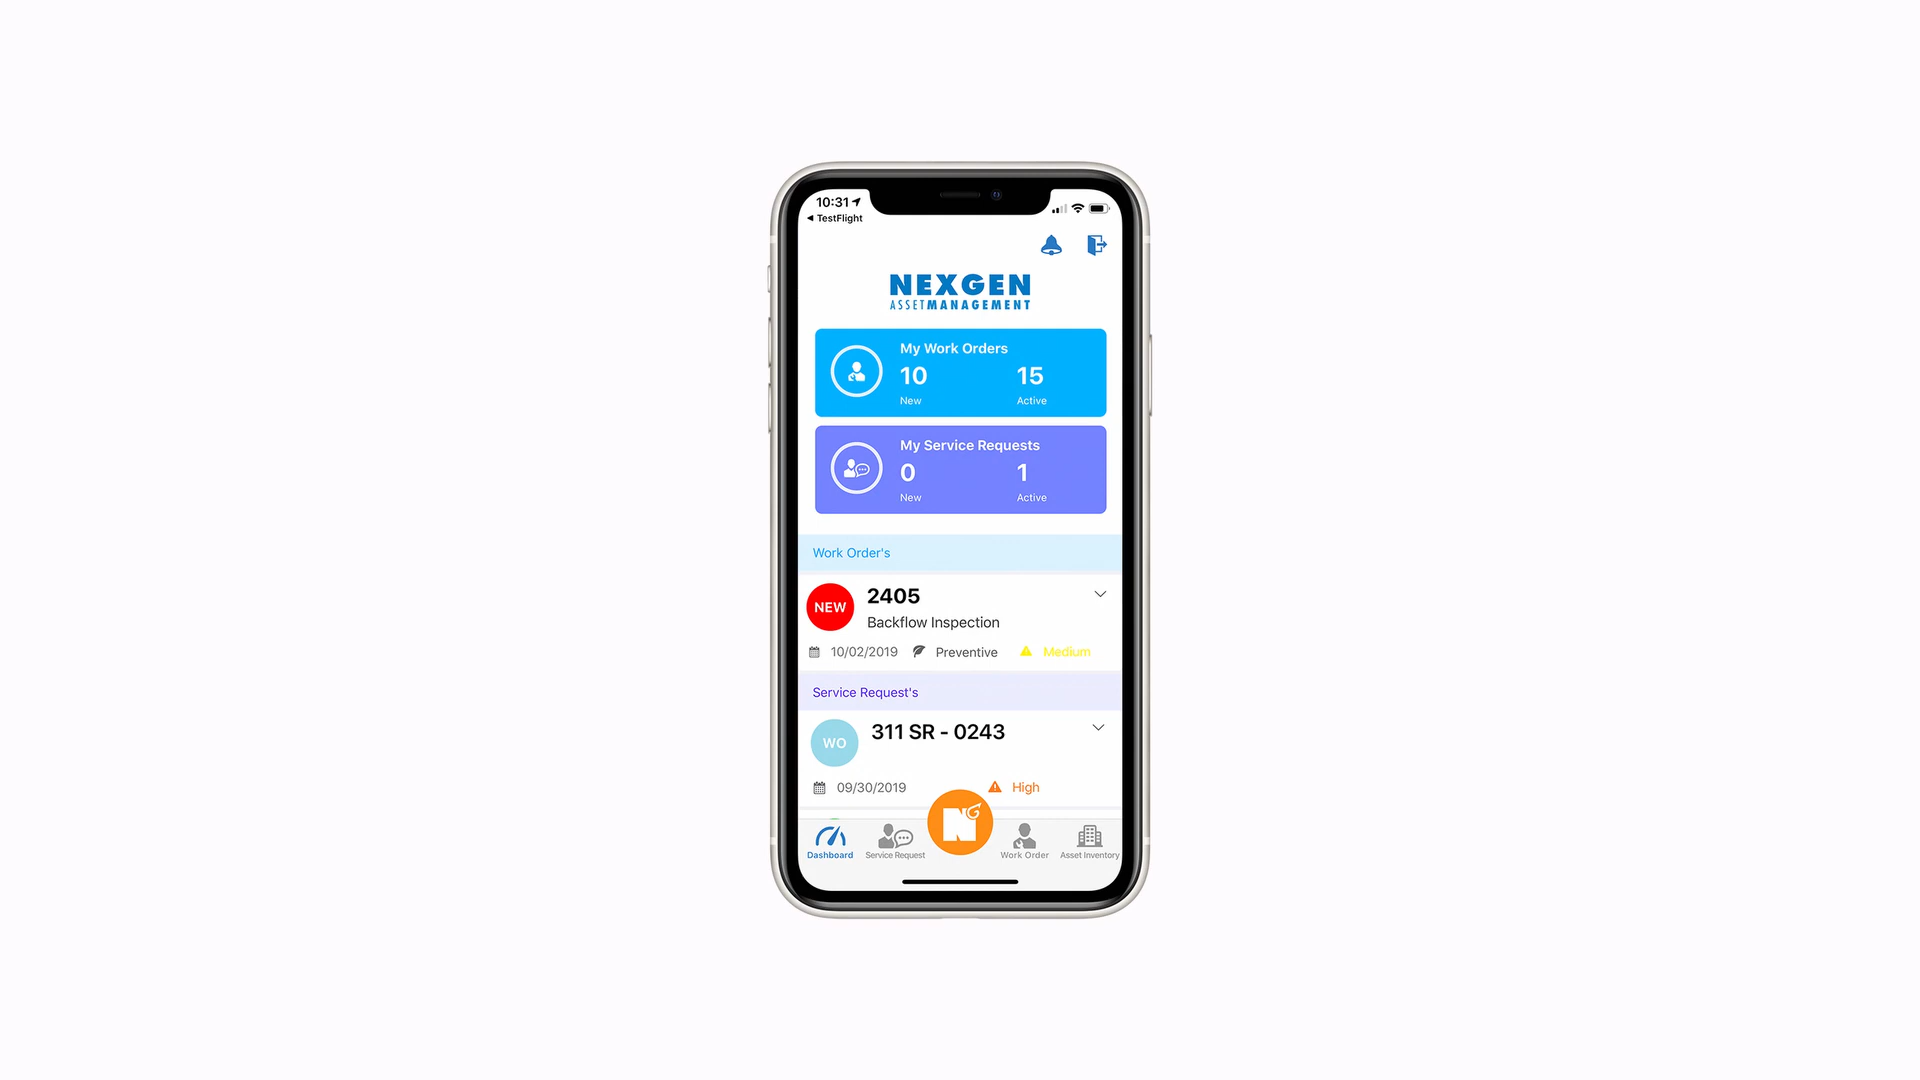 10:31
◀ TestFlight
NEXGEN
ASSETMANAGEMENT
My Work Orders
10 15
New Active
My Service Requests
0 1
New Active
Work Order's
NEW 2405
Backflow Inspection
10/02/2019 Preventive Medium
Service Request's
WO 311 SR - 0243
09/30/2019 High
NG
Dashboard Service Request Work Order Asset Inventory